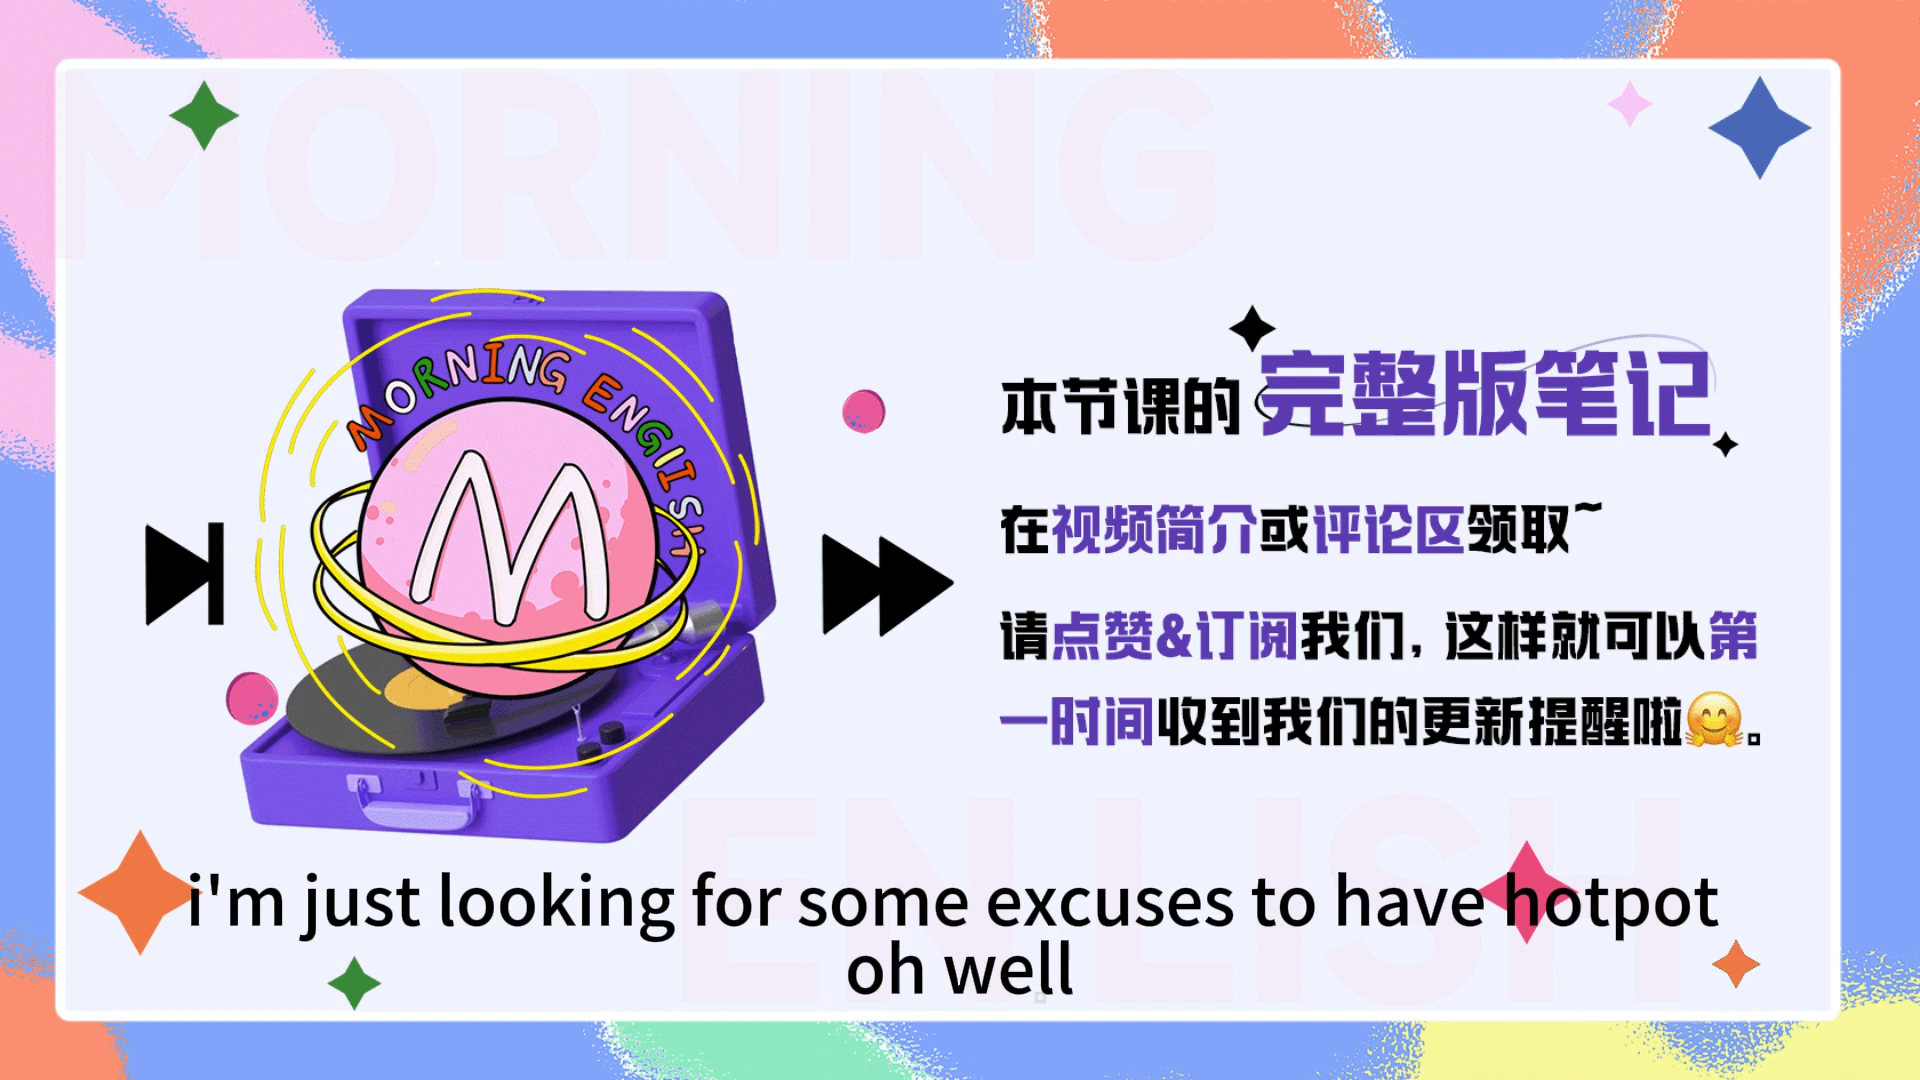 MORNING
MORNING ENGLISH
M
本节课的完整版笔记
在视频简介或评论区领取~
请点赞&订阅我们,这样就可以第
一时间收到我们的更新提醒啦🤗。
EN LISH
i'm just looking for some excuses to have hotpot
oh well